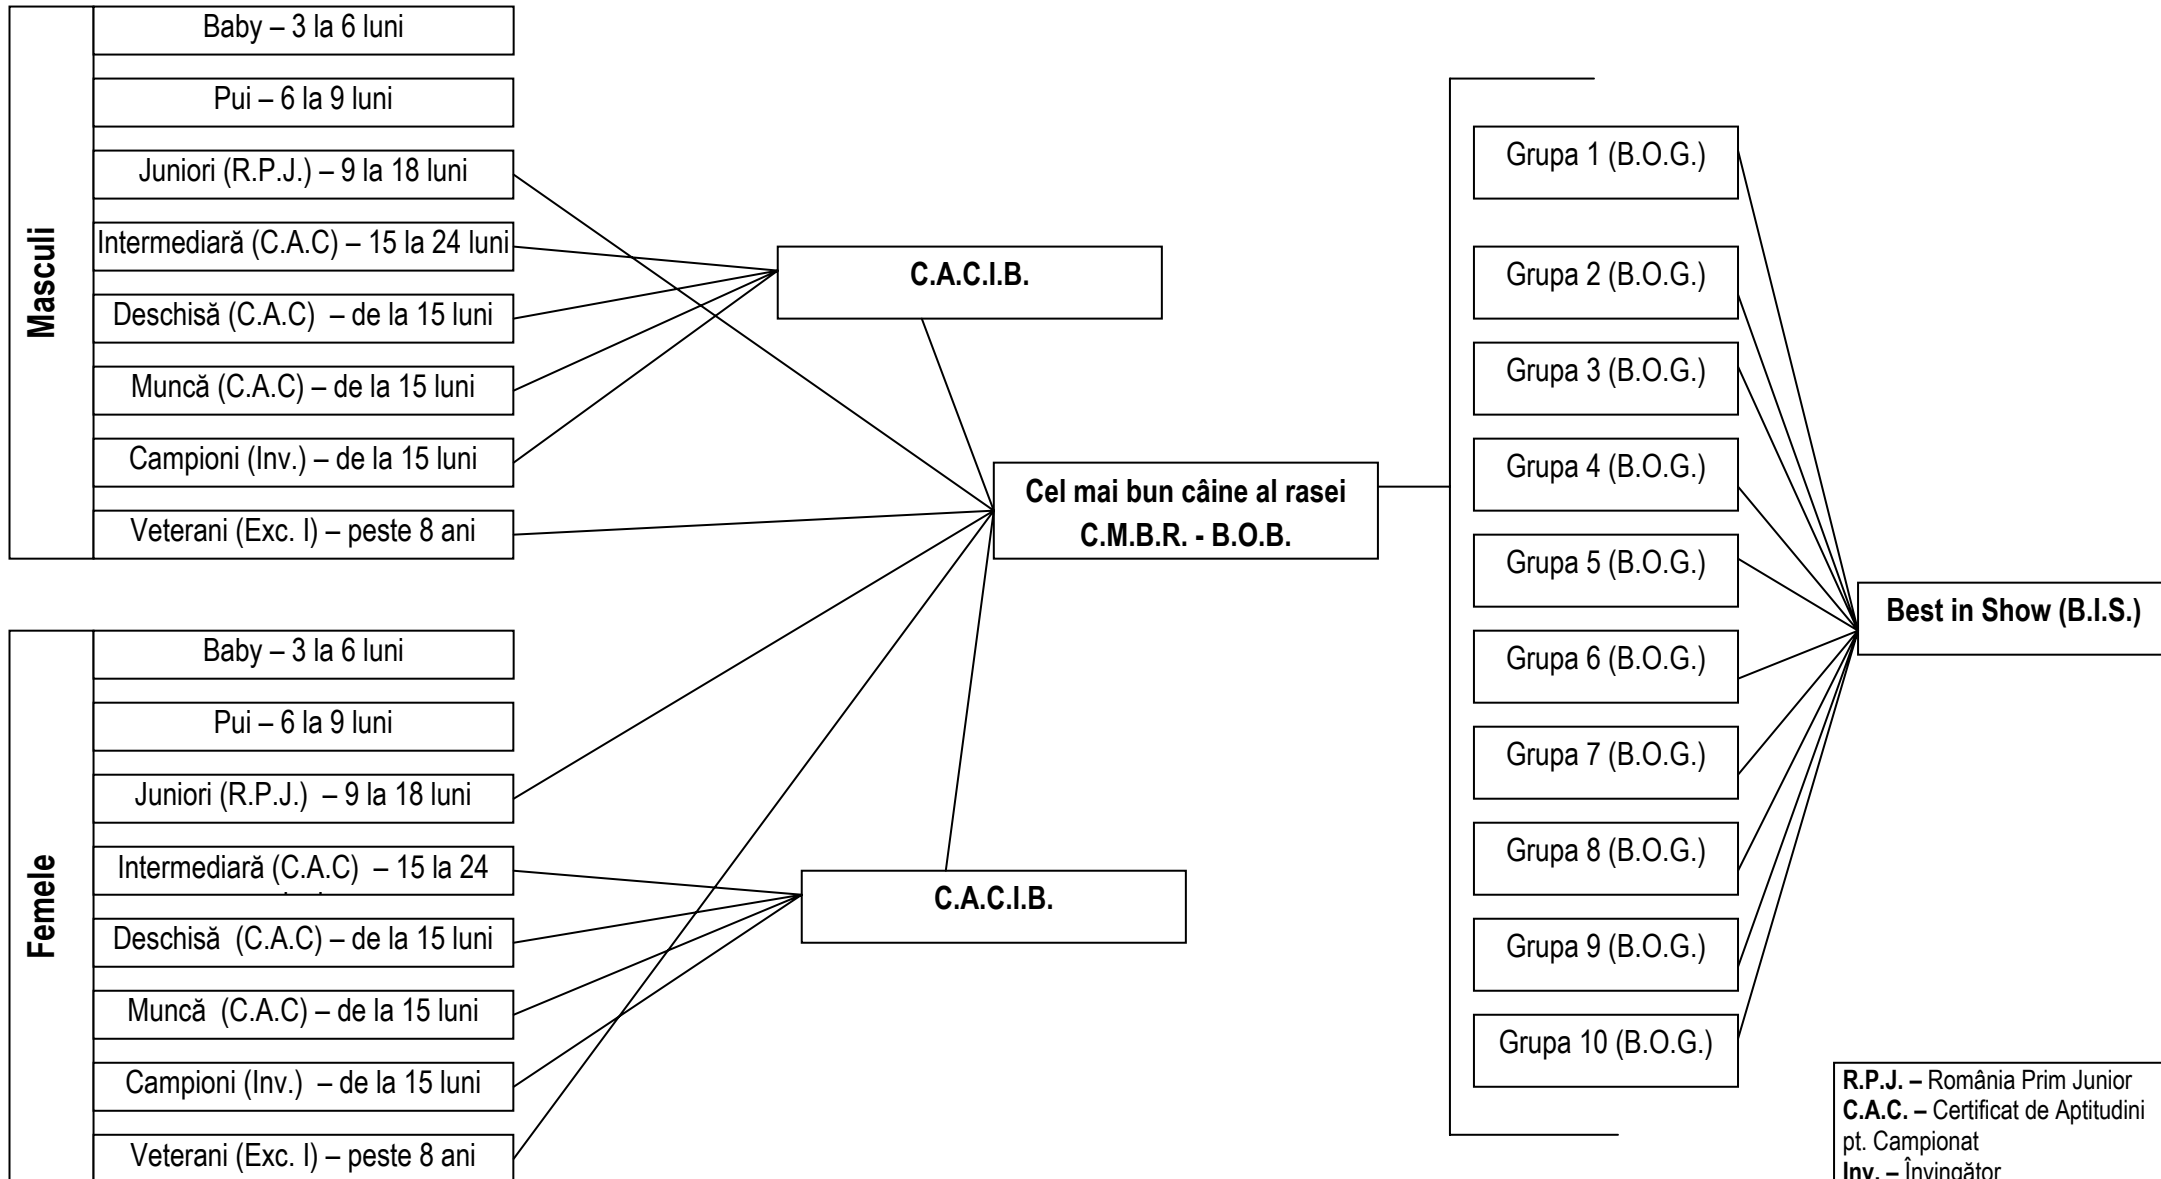 Masculi
Baby – 3 la 6 luni
Pui – 6 la 9 luni
Juniori (R.P.J.) – 9 la 18 luni
Intermediară (C.A.C) – 15 la 24 luni
Deschisă (C.A.C) – de la 15 luni
Muncă (C.A.C) – de la 15 luni
Campioni (Inv.) – de la 15 luni
Veterani (Exc. I) – peste 8 ani
Femele
Baby – 3 la 6 luni
Pui – 6 la 9 luni
Juniori (R.P.J.) – 9 la 18 luni
Intermediară (C.A.C) – 15 la 24
Deschisă (C.A.C) – de la 15 luni
Muncă (C.A.C) – de la 15 luni
Campioni (Inv.) – de la 15 luni
Veterani (Exc. I) – peste 8 ani
C.A.C.I.B.
C.A.C.I.B.
Cel mai bun câine al rasei
C.M.B.R. - B.O.B.
Grupa 1 (B.O.G.)
Grupa 2 (B.O.G.)
Grupa 3 (B.O.G.)
Grupa 4 (B.O.G.)
Grupa 5 (B.O.G.)
Grupa 6 (B.O.G.)
Grupa 7 (B.O.G.)
Grupa 8 (B.O.G.)
Grupa 9 (B.O.G.)
Grupa 10 (B.O.G.)
Best in Show (B.I.S.)
R.P.J. – România Prim Junior
C.A.C. – Certificat de Aptitudini
pt. Campionat
Inv. – Învingător